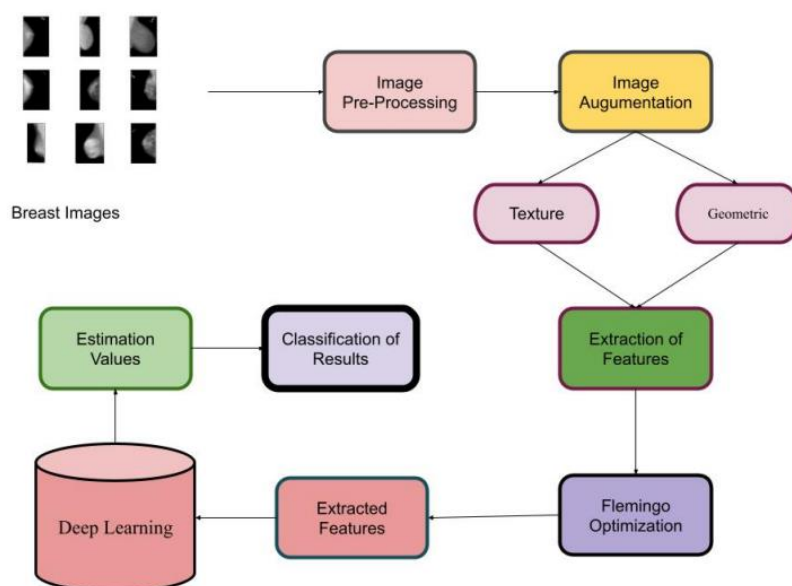 Image
Pre-Processing
Image
Augumentation
Breast Images
Texture
Geometric
Estimation
Values
Classification of
Results
Extraction of
Features
Deep Learning
Extracted
Features
Flemingo
Optimization